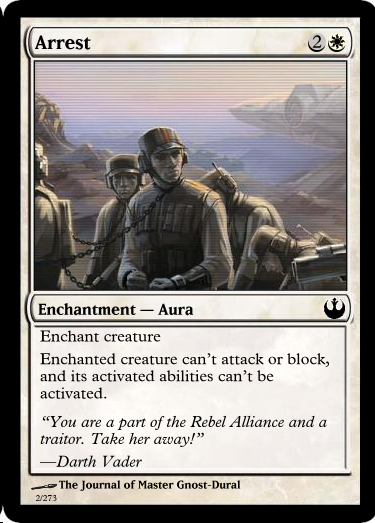 Arrest
2
Enchantment — Aura
Enchant creature
Enchanted creature can't attack or block,
and its activated abilities can't be
activated.
“You are a part of the Rebel Alliance and a
traitor. Take her away!”
—Darth Vader
The Journal of Master Gnost-Dural
2/273